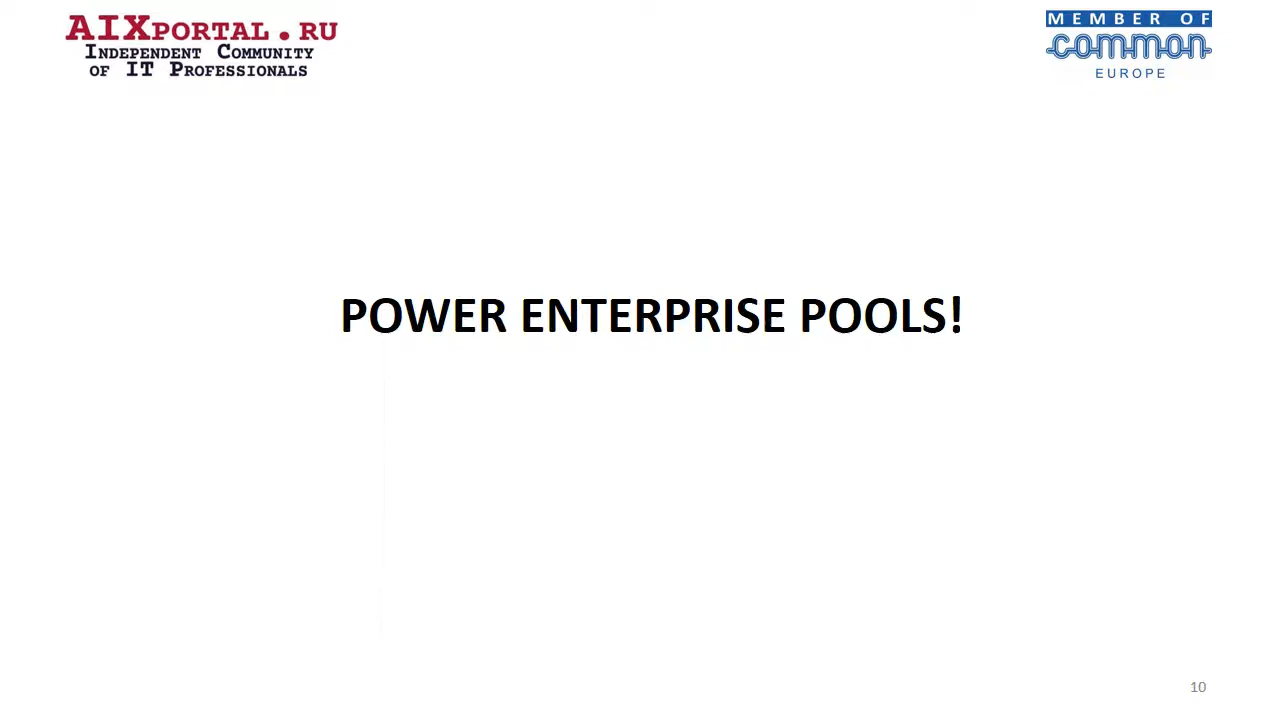 AIXPORTAL.RU
INDEPENDENT COMMUNITY
OF IT PROFESSIONALS
MEMBER OF
common
EUROPE
POWER ENTERPRISE POOLS!
10